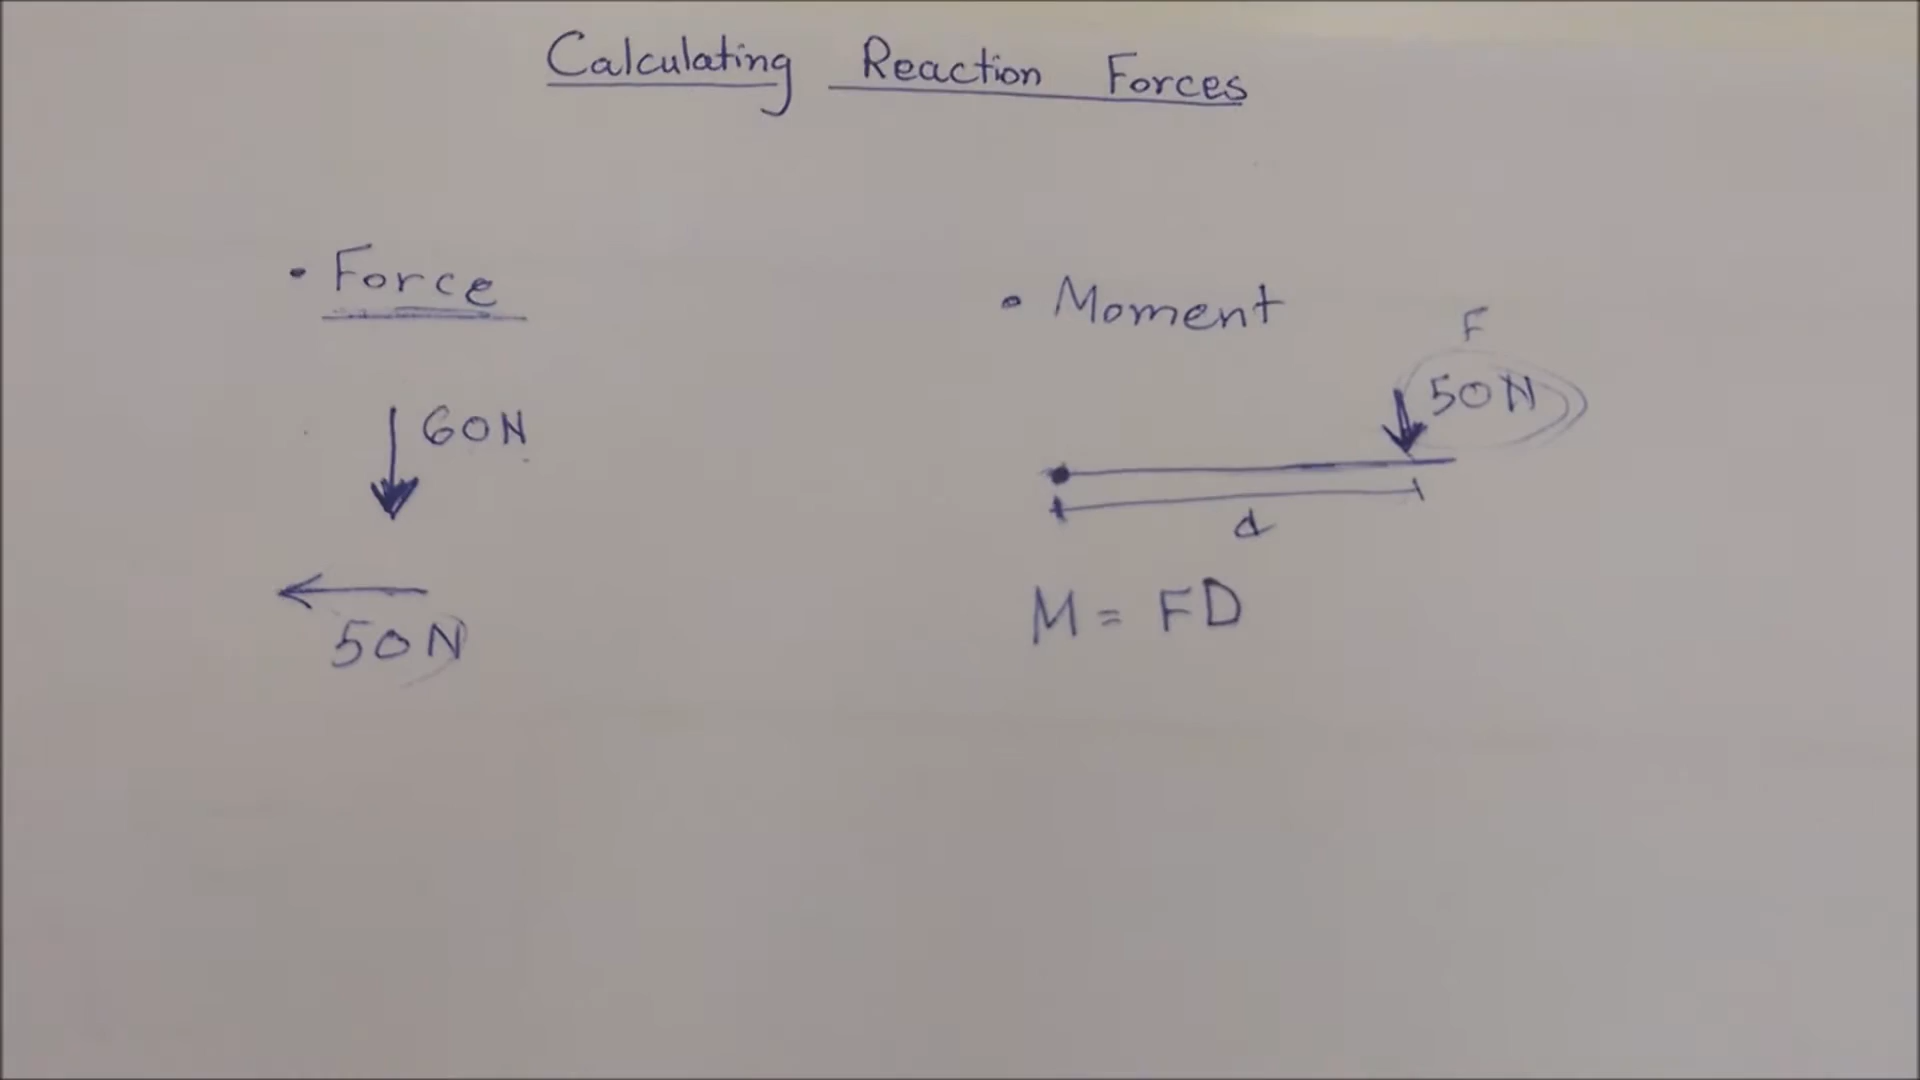 Calculating Reaction Forces
• Force
60N
50N
• Moment
F
50N
d
M = FD